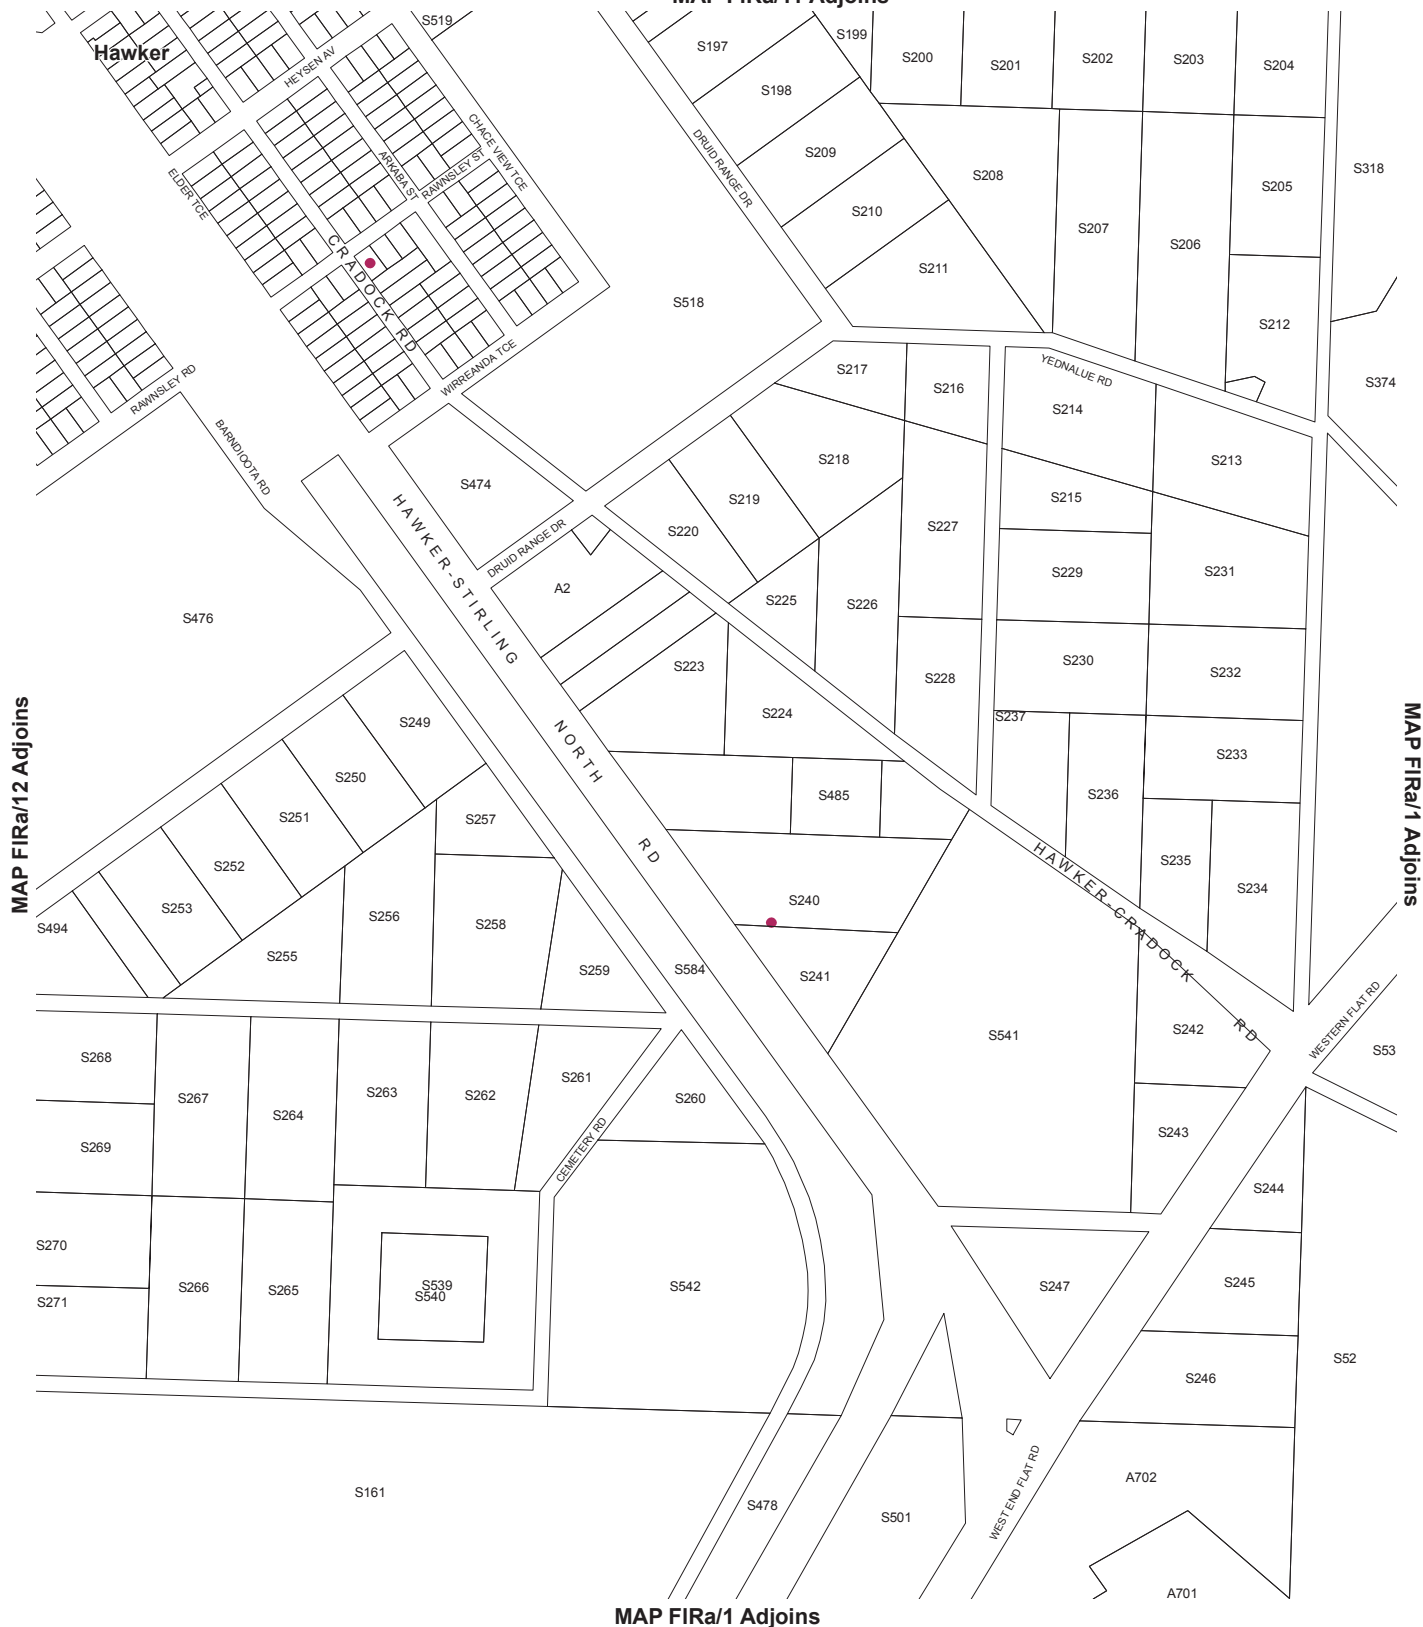 MAP FlRa/11 Adjoins
Hawker
S519
HEYSEN AV
S197
S199
S200
S201
S202
S203
S204
S198
CHACE VIEW TCE
DRUID RANGE DR
S209
S208
S318
ELDER TCE
ARKABA ST
RAWNSLEY ST
S205
S210
S207
S206
CRADOCK RD
S211
S518
S212
WIRREANDA TCE
S217
S216
YEDNALUE RD
S374
RAWNSLEY RD
S214
BARNDIOOTA RD
S218
S213
S474
S219
S215
HAWKER-STIRLING NORTH RD
S220
S227
DRUID RANGE DR
S229
S231
A2
S225
S226
S476
S223
S228
S230
S232
S224
S237
S249
S233
S250
S485
S236
S251
S257
MAP FlRa/12 Adjoins
MAP FlRa/1 Adjoins
S252
HAWKER-CRADOCK RD
S235
S234
S253
S256
S240
S494
S258
S255
S259
S584
S241
WESTERN FLAT RD
S242
S541
S53
S268
S267
S264
S263
S262
S261
S260
S269
CEMETERY RD
S243
S244
S270
S266
S265
S539
S540
S542
S247
S245
S271
S52
S246
S161
S478
S501
WEST END FLAT RD
A702
A701
MAP FlRa/1 Adjoins